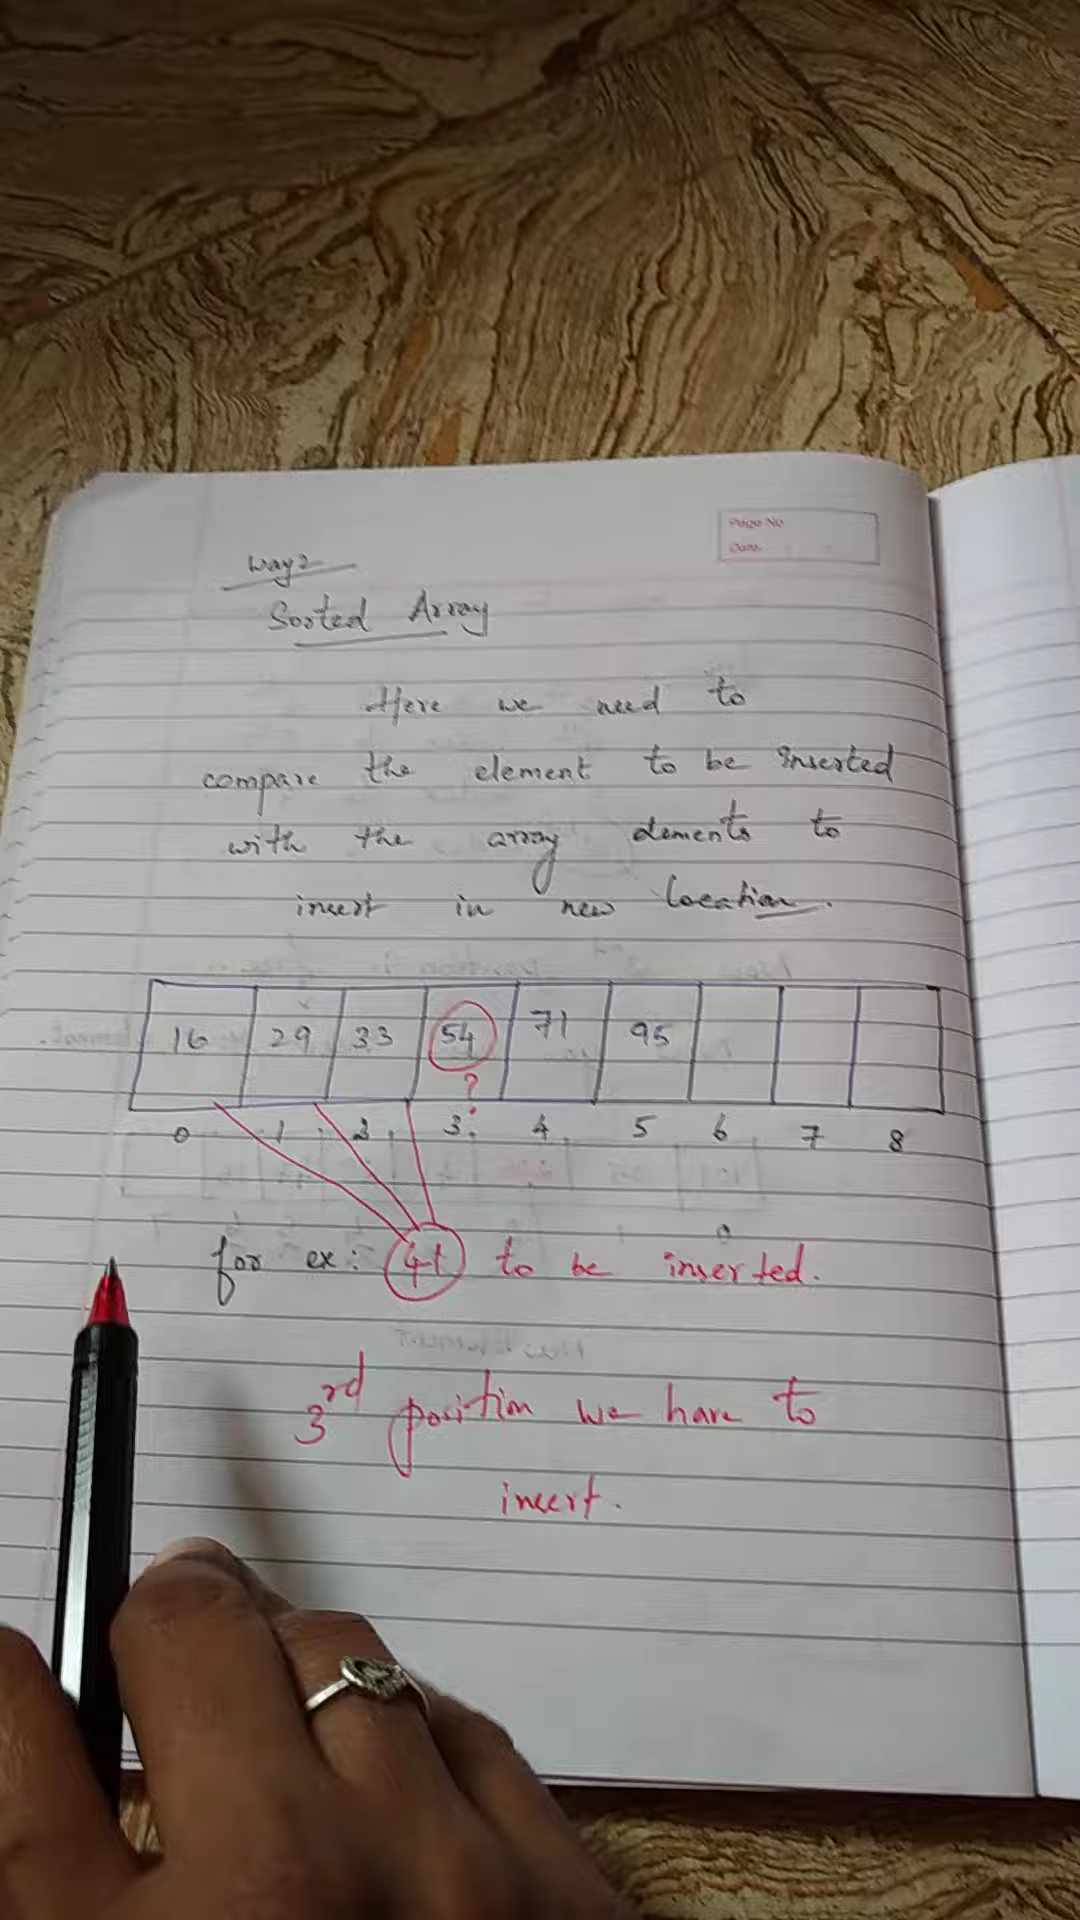 Page No
Date
way2
Sorted Array
Here we need to
compare the element to be inserted
with the array elements to
insert in new location.
16 29 33 54 71 95
?
0 1 2 3 4 5 6 7 8
for ex: 41 to be inserted.
3rd position we have to
insert.